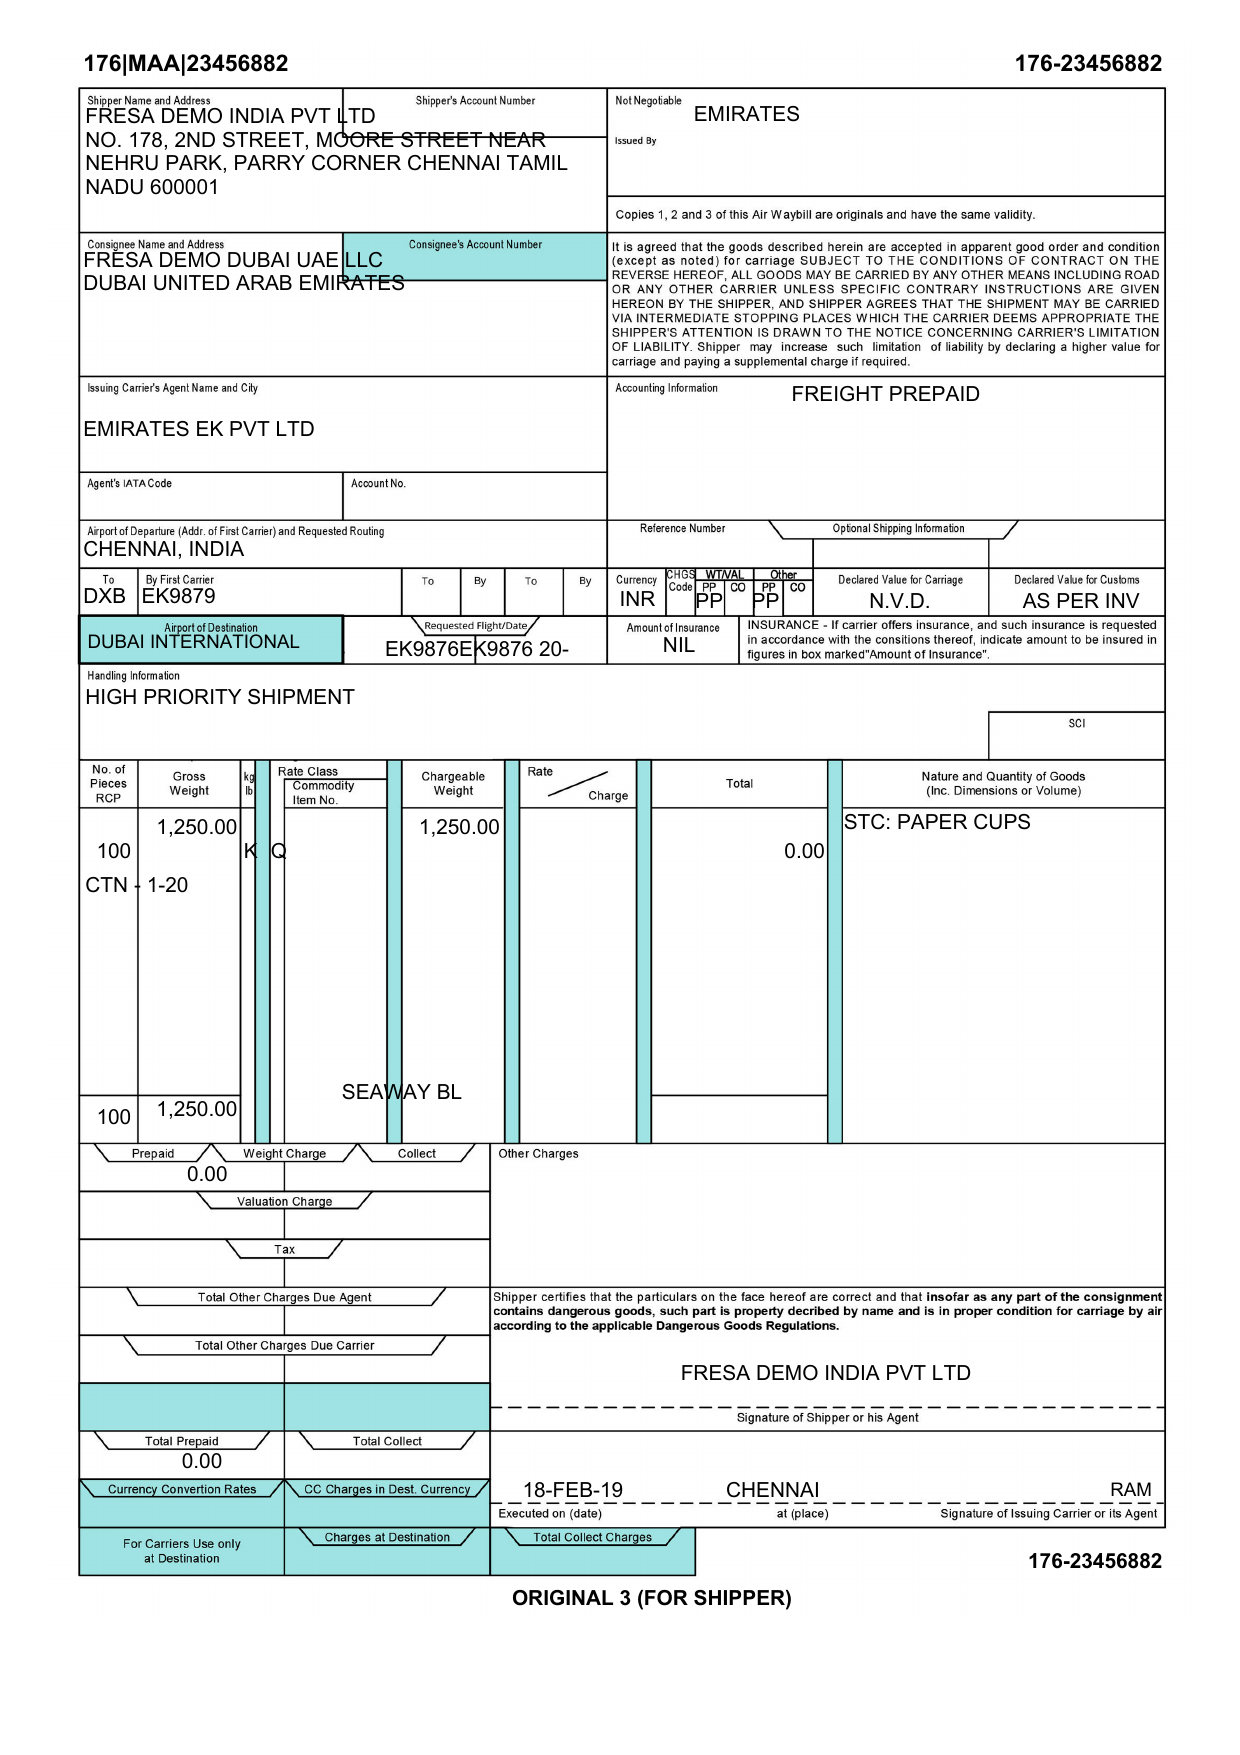 176|MAA|23456882
176-23456882
Shipper Name and Address
Shipper's Account Number
FRESA DEMO INDIA PVT LTD
NO. 178, 2ND STREET, MOORE STREET NEAR
NEHRU PARK, PARRY CORNER CHENNAI TAMIL
NADU 600001
Not Negotiable
EMIRATES
Issued By
Copies 1, 2 and 3 of this Air Waybill are originals and have the same validity.
Consignee Name and Address
Consignee's Account Number
FRESA DEMO DUBAI UAE LLC
DUBAI UNITED ARAB EMIRATES
It is agreed that the goods described herein are accepted in apparent good order and condition
(except as noted) for carriage SUBJECT TO THE CONDITIONS OF CONTRACT ON THE
REVERSE HEREOF, ALL GOODS MAY BE CARRIED BY ANY OTHER MEANS INCLUDING ROAD
OR ANY OTHER CARRIER UNLESS SPECIFIC CONTRARY INSTRUCTIONS ARE GIVEN
HEREON BY THE SHIPPER, AND SHIPPER AGREES THAT THE SHIPMENT MAY BE CARRIED
VIA INTERMEDIATE STOPPING PLACES WHICH THE CARRIER DEEMS APPROPRIATE THE
SHIPPER'S ATTENTION IS DRAWN TO THE NOTICE CONCERNING CARRIER'S LIMITATION
OF LIABILITY. Shipper may increase such limitation of liability by declaring a higher value for
carriage and paying a supplemental charge if required.
Issuing Carrier's Agent Name and City
EMIRATES EK PVT LTD
Accounting Information
FREIGHT PREPAID
Agent's IATA Code
Account No.
Airport of Departure (Addr. of First Carrier) and Requested Routing
CHENNAI, INDIA
Reference Number
Optional Shipping Information
To
DXB
By First Carrier
EK9879
To
By
To
By
Currency
INR
CHGS
Code
WT/VAL
PP
CO
PP
Other
PP
CO
PP
Declared Value for Carriage
N.V.D.
Declared Value for Customs
AS PER INV
Airport of Destination
DUBAI INTERNATIONAL
Requested Flight/Date
EK9876EK9876 20-
Amount of Insurance
NIL
INSURANCE - If carrier offers insurance, and such insurance is requested
in accordance with the consitions thereof, indicate amount to be insured in
figures in box marked"Amount of Insurance".
Handling Information
HIGH PRIORITY SHIPMENT
SCI
No. of
Pieces
RCP
Gross
Weight
kg
lb
Rate Class
Commodity
Item No.
Chargeable
Weight
Rate
Charge
Total
Nature and Quantity of Goods
(Inc. Dimensions or Volume)
1,250.00
1,250.00
STC: PAPER CUPS
100
K
Q
0.00
CTN - 1-20
SEAWAY BL
100
1,250.00
Prepaid
Weight Charge
Collect
0.00
Other Charges
Valuation Charge
Tax
Total Other Charges Due Agent
Shipper certifies that the particulars on the face hereof are correct and that insofar as any part of the consignment
contains dangerous goods, such part is property decribed by name and is in proper condition for carriage by air
according to the applicable Dangerous Goods Regulations.
Total Other Charges Due Carrier
FRESA DEMO INDIA PVT LTD
Signature of Shipper or his Agent
Total Prepaid
Total Collect
0.00
Currency Convertion Rates
CC Charges in Dest. Currency
18-FEB-19
CHENNAI
RAM
Executed on (date)
at (place)
Signature of Issuing Carrier or its Agent
For Carriers Use only
at Destination
Charges at Destination
Total Collect Charges
176-23456882
ORIGINAL 3 (FOR SHIPPER)